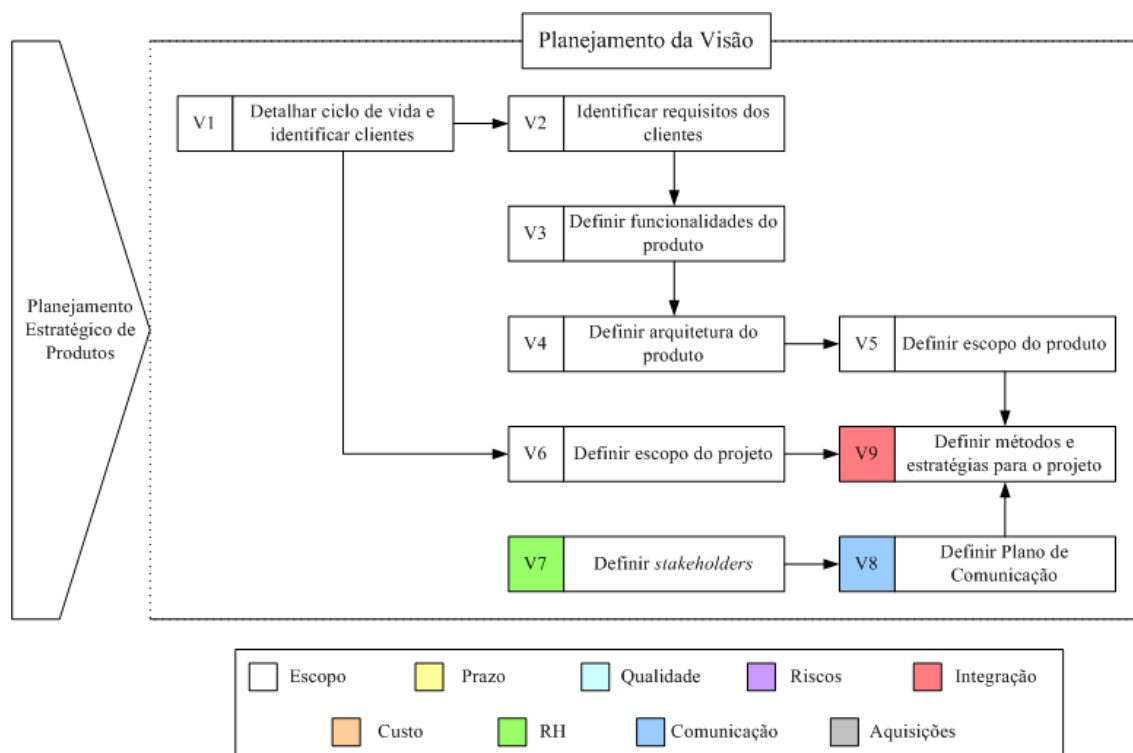 Planejamento da Visão
Planejamento
Estratégico de
Produtos
V1
Detalhar ciclo de vida e
identificar clientes
V2
Identificar requisitos dos
clientes
V3
Definir funcionalidades do
produto
V4
Definir arquitetura do
produto
V5
Definir escopo do produto
V6
Definir escopo do projeto
V9
Definir métodos e
estratégias para o projeto
V7
Definir stakeholders
V8
Definir Plano de
Comunicação
Escopo
Prazo
Qualidade
Riscos
Integração
Custo
RH
Comunicação
Aquisições